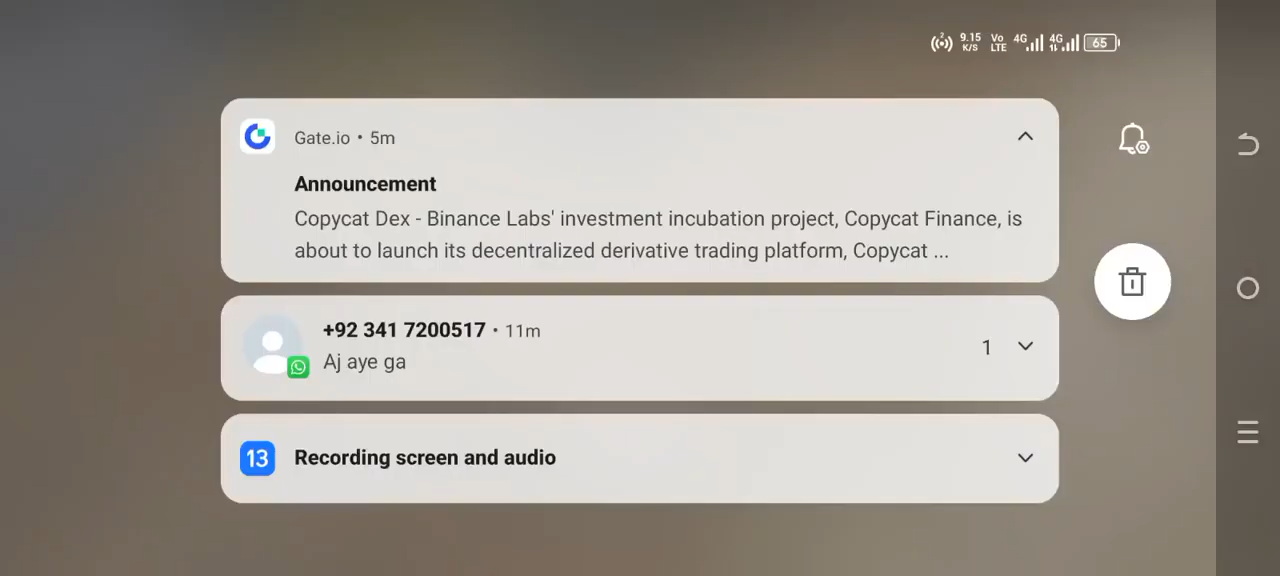 2
9.15 K/S Vo LTE 4G 4G 65
Gate.io • 5m
Announcement
Copycat Dex - Binance Labs' investment incubation project, Copycat Finance, is
about to launch its decentralized derivative trading platform, Copycat ...
+92 341 7200517 • 11m
Aj aye ga
1
13 Recording screen and audio